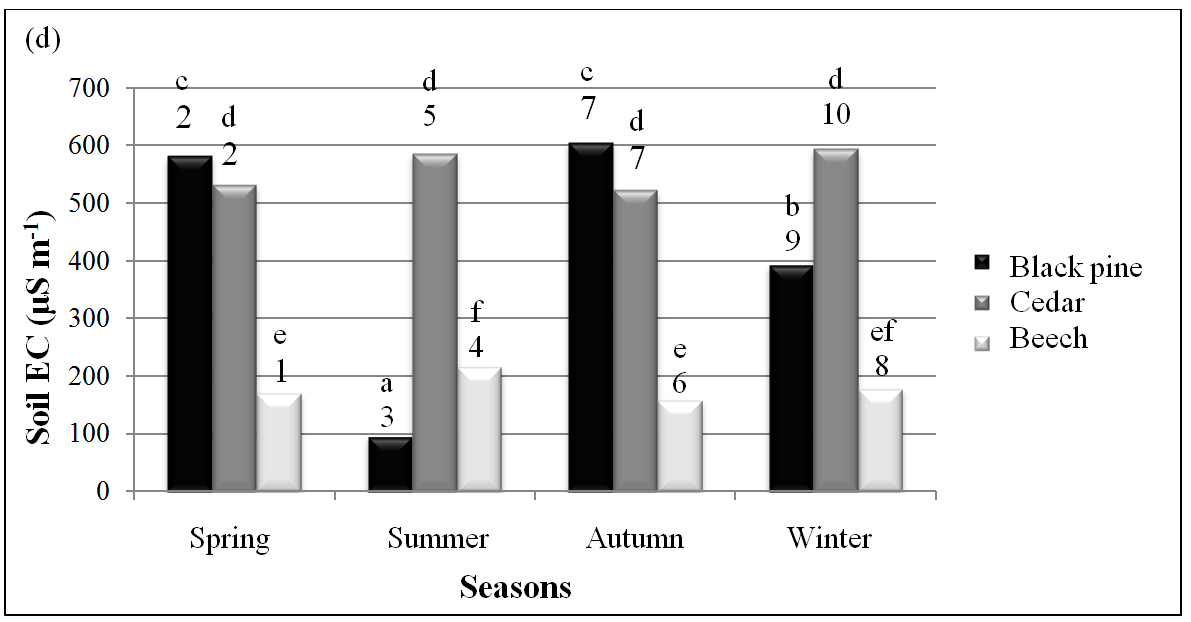 (d)
Soil EC (µS m⁻¹)
700
600
500
400
300
200
100
0
c
2
d
2
e
1
a
3
d
5
f
4
c
7
d
7
e
6
b
9
d
10
ef
8
Spring
Summer
Autumn
Winter
Seasons
Black pine
Cedar
Beech